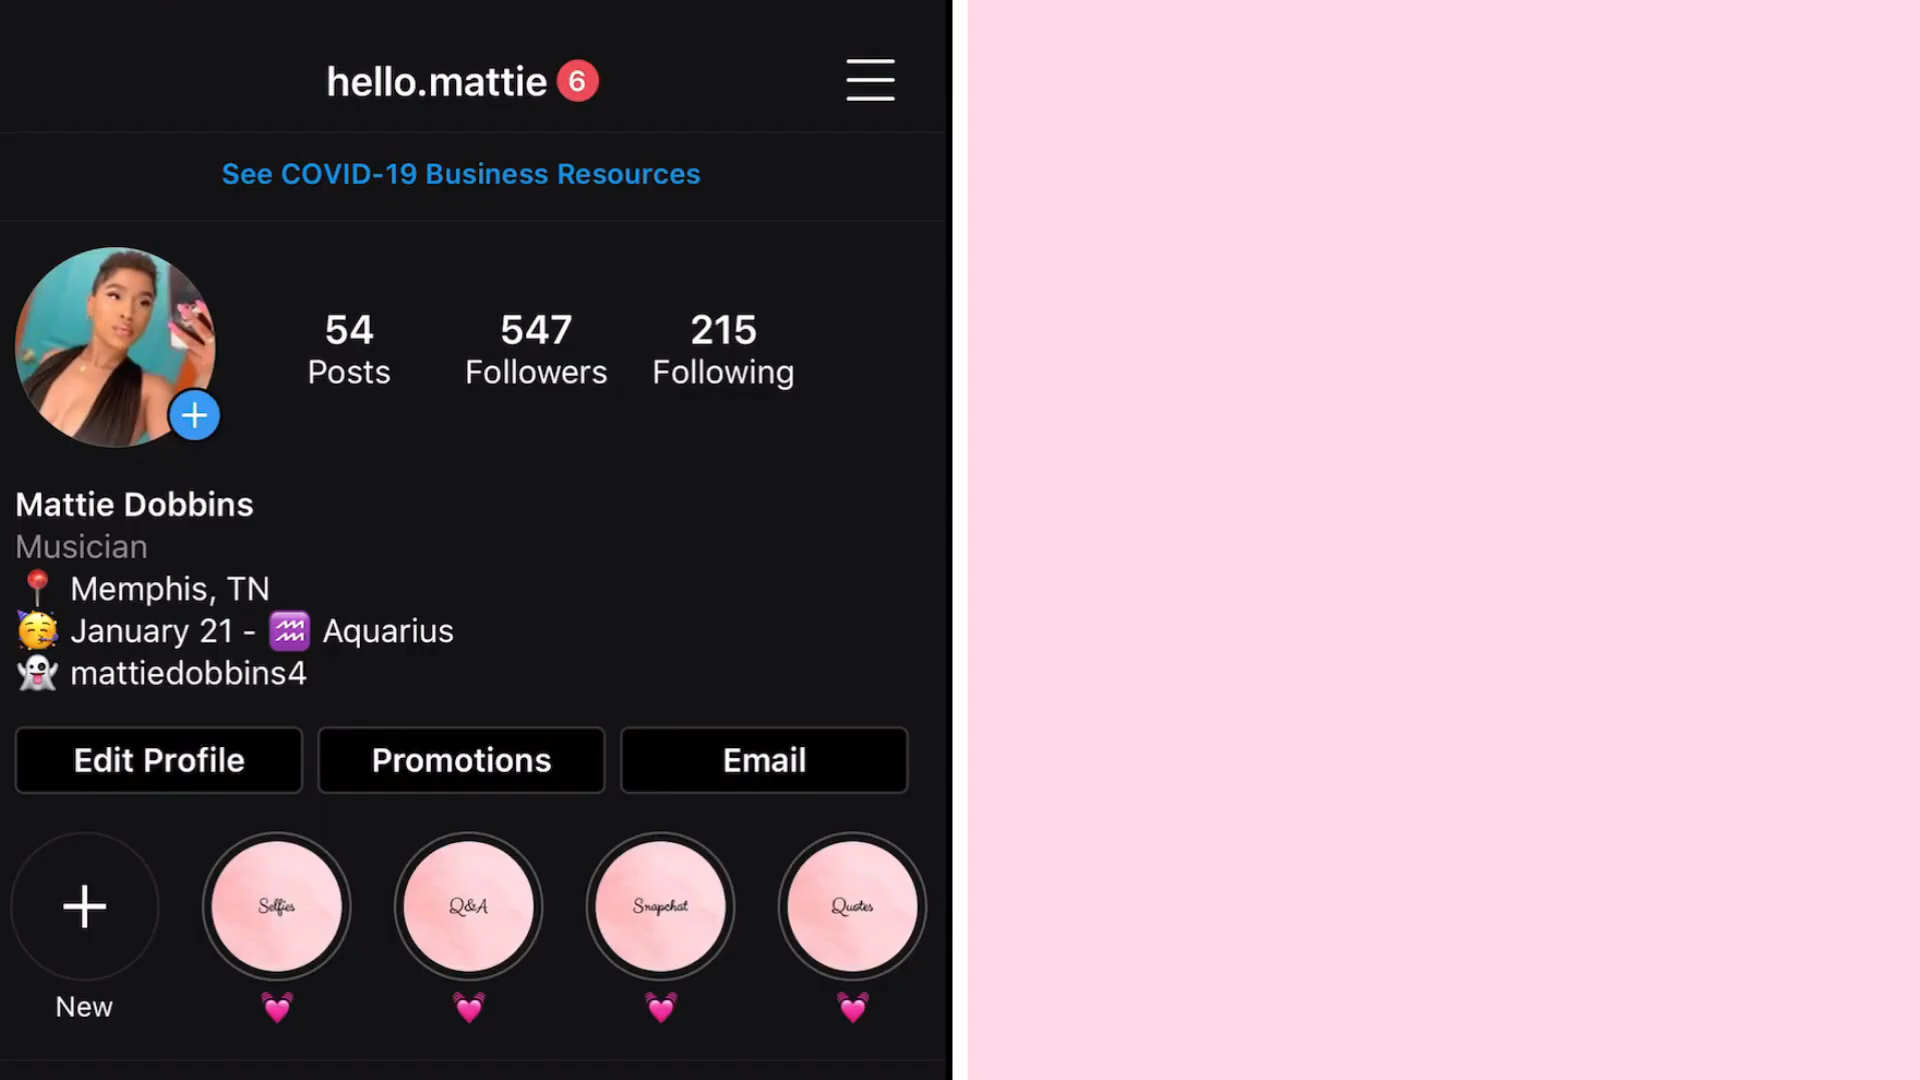 hello.mattie 6
See COVID-19 Business Resources
54 547 215
Posts Followers Following
Mattie Dobbins
Musician
📍 Memphis, TN
🥳 January 21 - ♒ Aquarius
👻 mattiedobbins4
Edit Profile Promotions Email
Selfies Q&A Snapchat Quotes
New 💓 💓 💓 💓